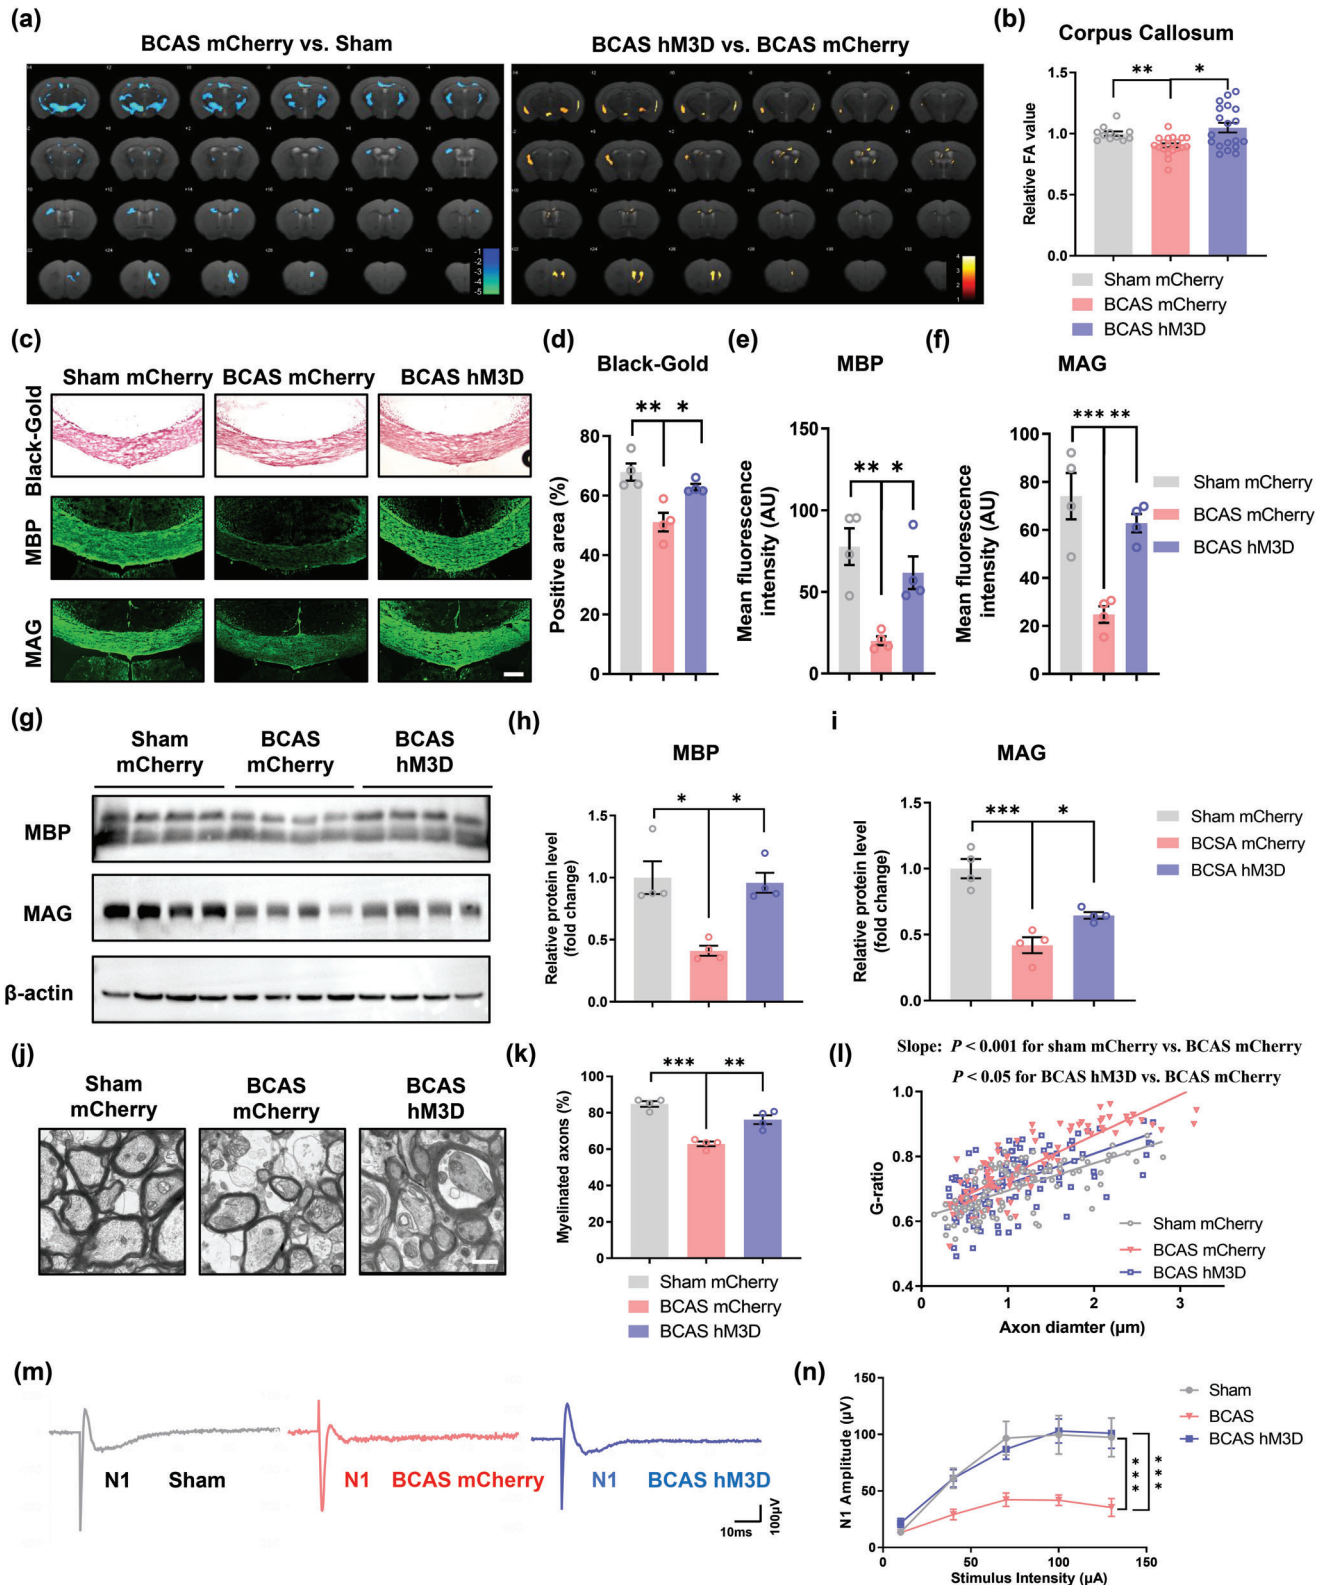 (a)
BCAS mCherry vs. Sham
BCAS hM3D vs. BCAS mCherry
-1
-2
-3
-4
-5
4
3
2
1
(b)
Corpus Callosum
** *
Relative FA value
1.5
1.0
0.5
0.0
Sham mCherry
BCAS mCherry
BCAS hM3D
(c)
Sham mCherry BCAS mCherry BCAS hM3D
Black-Gold
MBP
MAG
(d)
Black-Gold
** *
Positive area (%)
80
60
40
20
0
(e)
MBP
** *
Mean fluorescence
intensity (AU)
150
100
50
0
(f)
MAG
*** **
Mean fluorescence
intensity (AU)
100
80
60
40
20
0
Sham mCherry
BCAS mCherry
BCAS hM3D
(g)
Sham
mCherry
BCAS
mCherry
BCAS
hM3D
MBP
MAG
β-actin
(h)
MBP
* *
Relative protein level
(fold change)
1.5
1.0
0.5
0.0
i
MAG
*** *
Relative protein level
(fold change)
1.5
1.0
0.5
0.0
Sham mCherry
BCSA mCherry
BCSA hM3D
(j)
Sham
mCherry
BCAS
mCherry
BCAS
hM3D
(k)
*** **
Myelinated axons (%)
100
80
60
40
20
0
Sham mCherry
BCAS mCherry
BCAS hM3D
(l)
Slope: P < 0.001 for sham mCherry vs. BCAS mCherry
P < 0.05 for BCAS hM3D vs. BCAS mCherry
G-ratio
1.0
0.8
0.6
0.4
Sham mCherry
BCAS mCherry
BCAS hM3D
0 1 2 3
Axon diamter (μm)
(m)
N1 Sham
N1 BCAS mCherry
N1 BCAS hM3D
100μV
10ms
(n)
N1 Amplitude (μV)
150
100
50
0
0 50 100 150
Stimulus Intensity (μA)
Sham
BCAS
BCAS hM3D
***
***